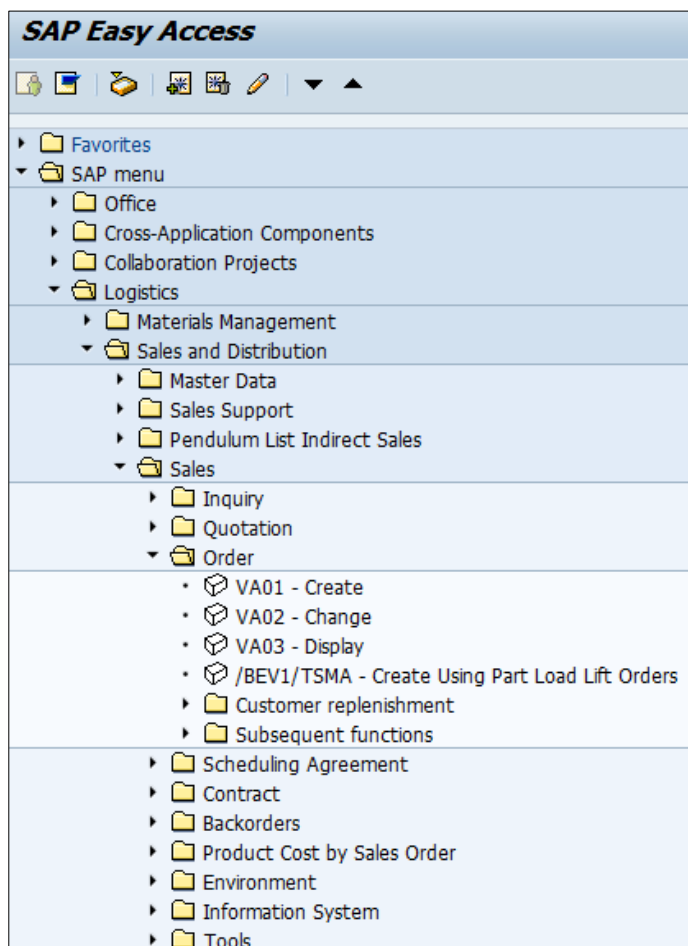 SAP Easy Access
Favorites
SAP menu
Office
Cross-Application Components
Collaboration Projects
Logistics
Materials Management
Sales and Distribution
Master Data
Sales Support
Pendulum List Indirect Sales
Sales
Inquiry
Quotation
Order
VA01 - Create
VA02 - Change
VA03 - Display
/BEV1/TSMA - Create Using Part Load Lift Orders
Customer replenishment
Subsequent functions
Scheduling Agreement
Contract
Backorders
Product Cost by Sales Order
Environment
Information System
Tools